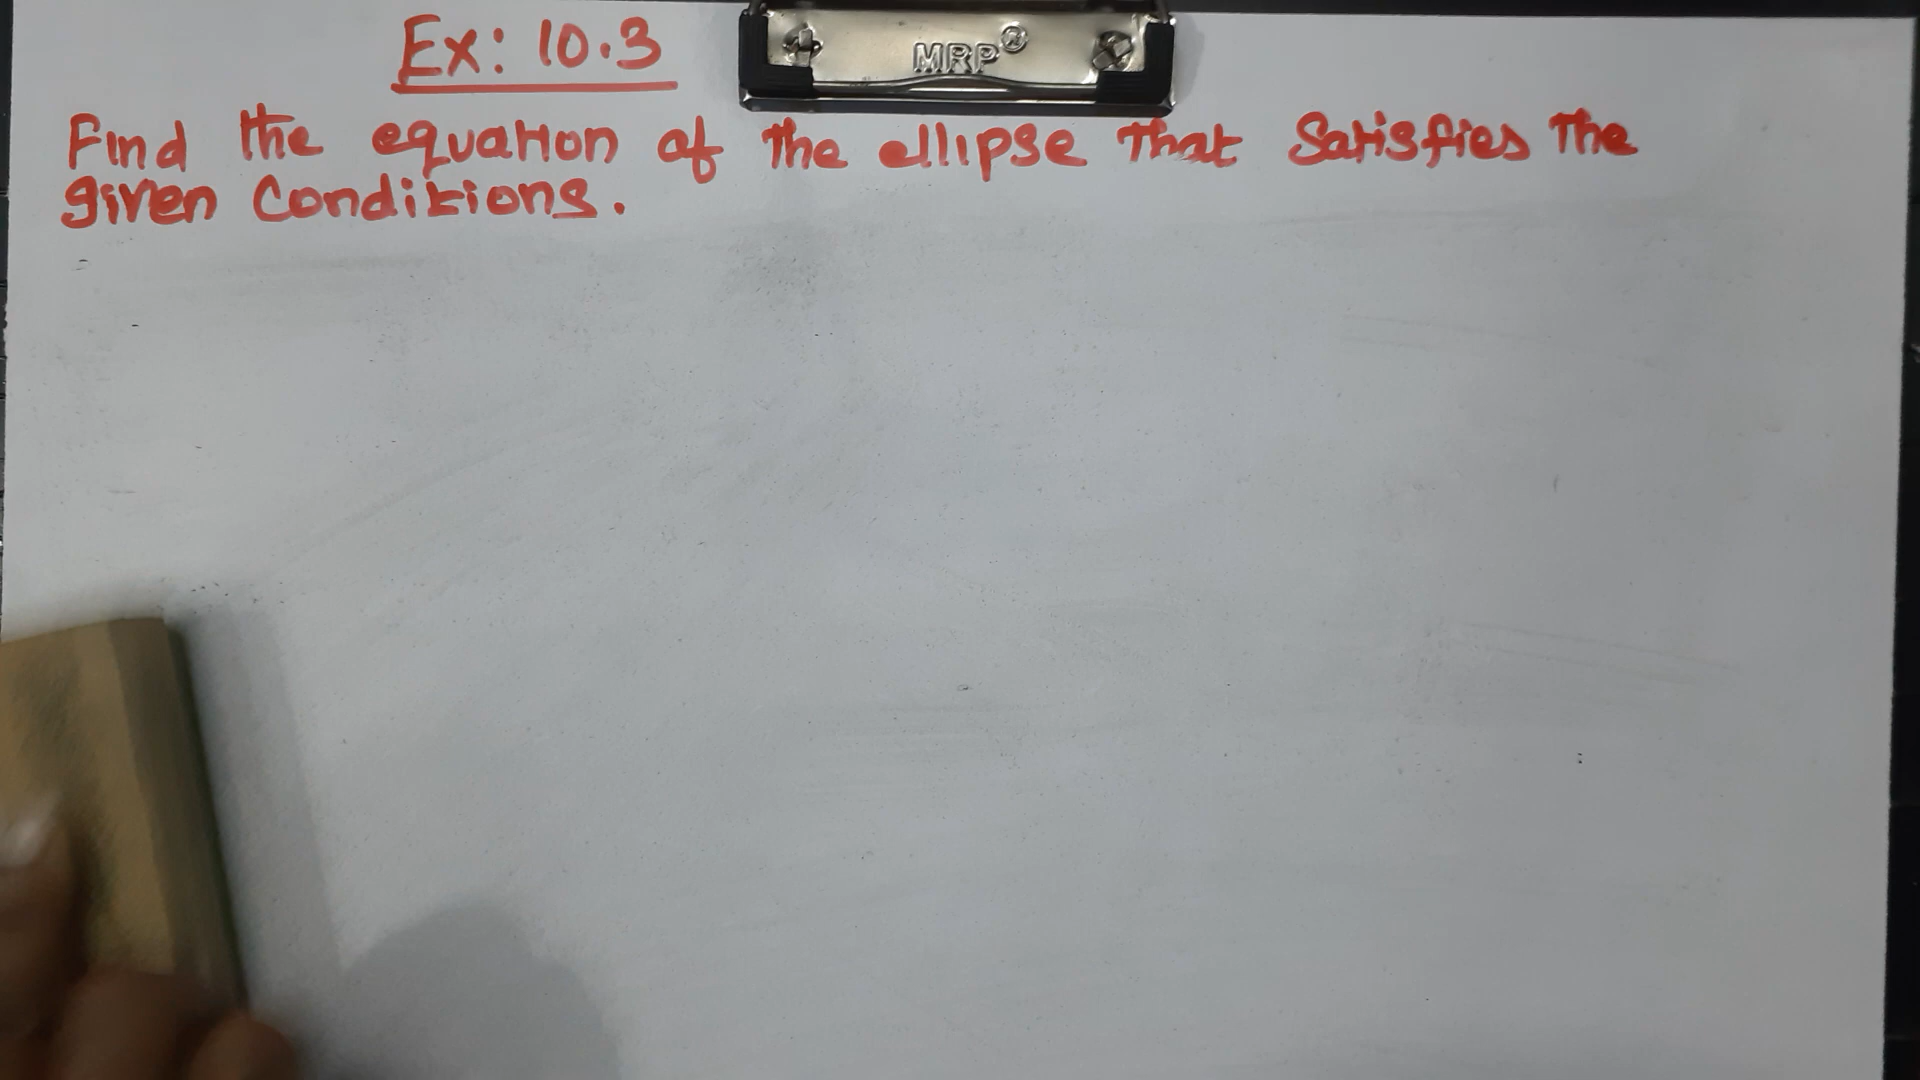 Ex: 10.3
MRP®
Find the equation of the ellipse that Satisfies the
given Conditions.